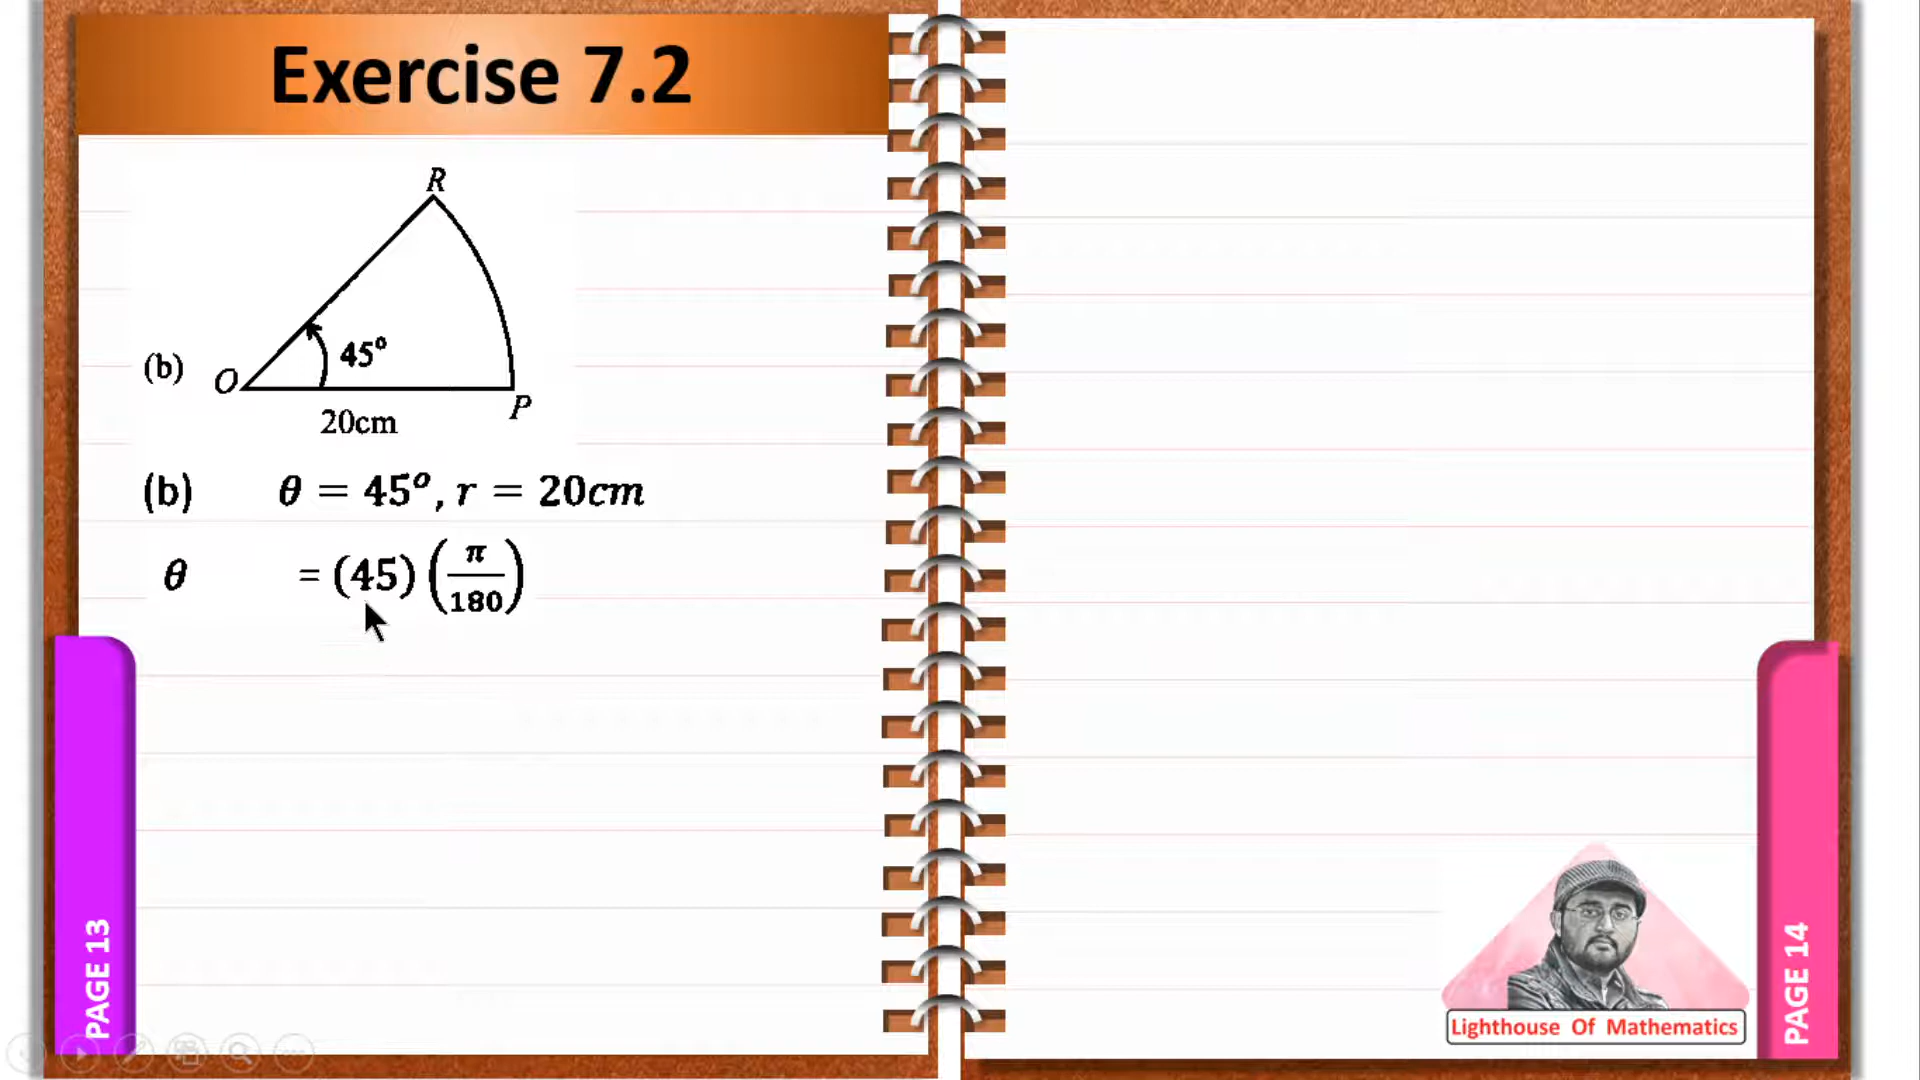 Exercise 7.2
R
(b)
45°
O
P
20cm
(b) θ = 45°, r = 20cm
θ = (45) (π/180)
PAGE 13
PAGE 14
Lighthouse Of Mathematics